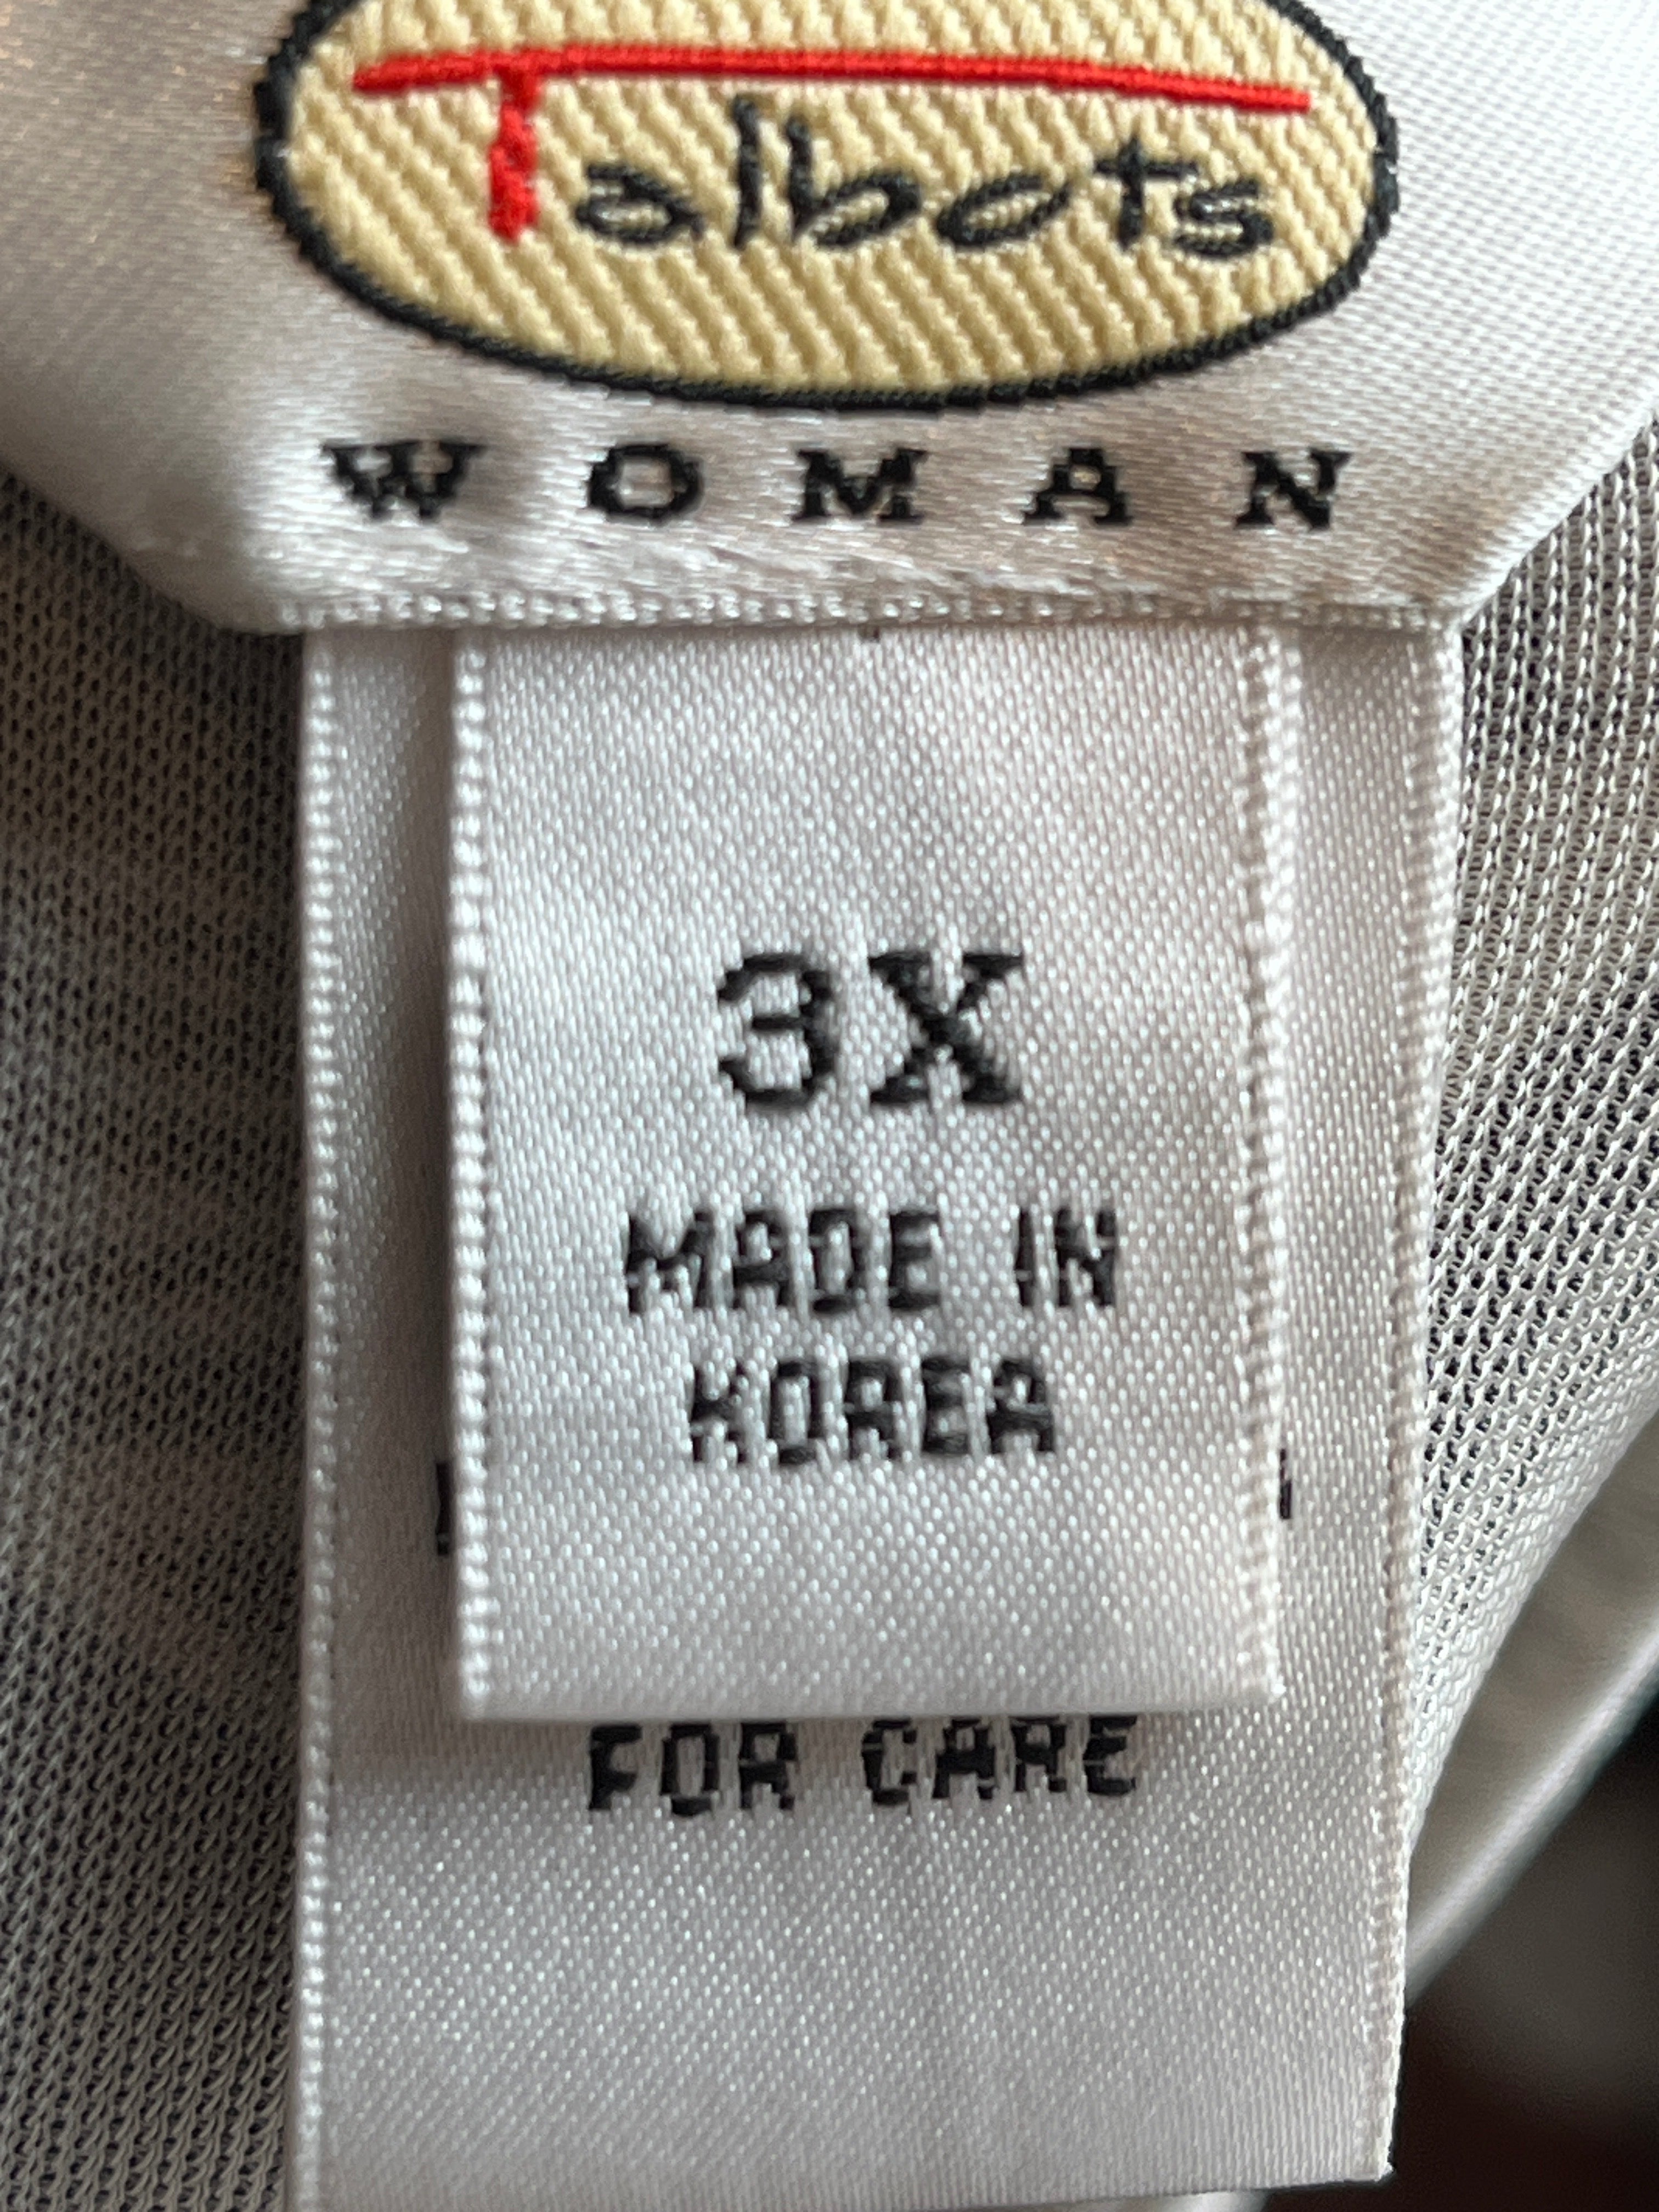 Talbots
WOMAN
3X
MADE IN
KOREA
FOR CARE